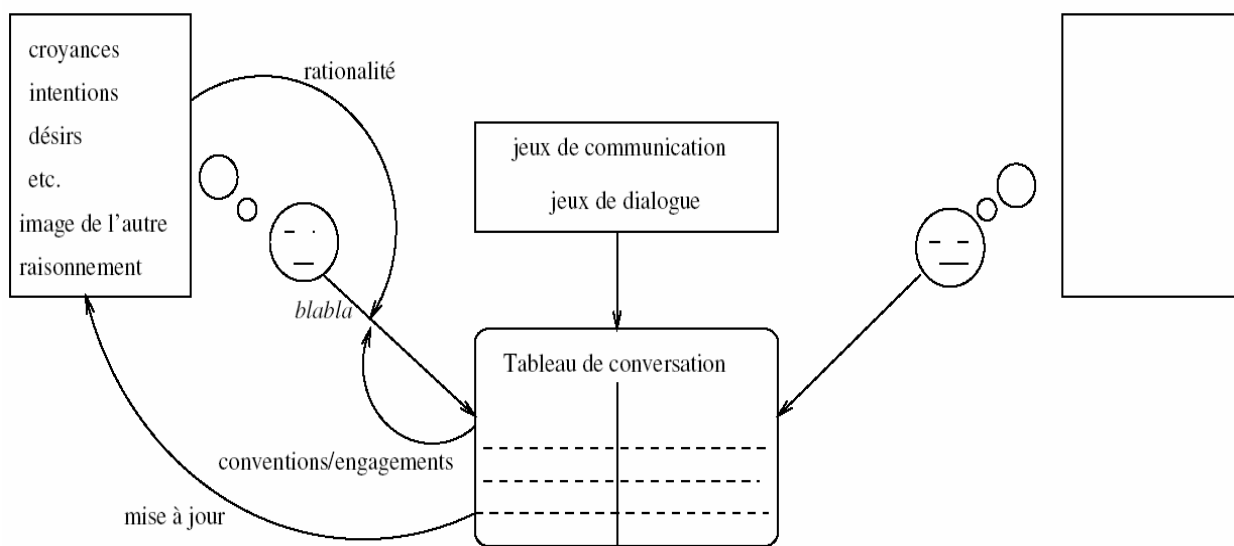 croyances
intentions
désirs
etc.
image de l'autre
raisonnement
rationalité
blabla
jeux de communication
jeux de dialogue
Tableau de conversation
conventions/engagements
mise à jour